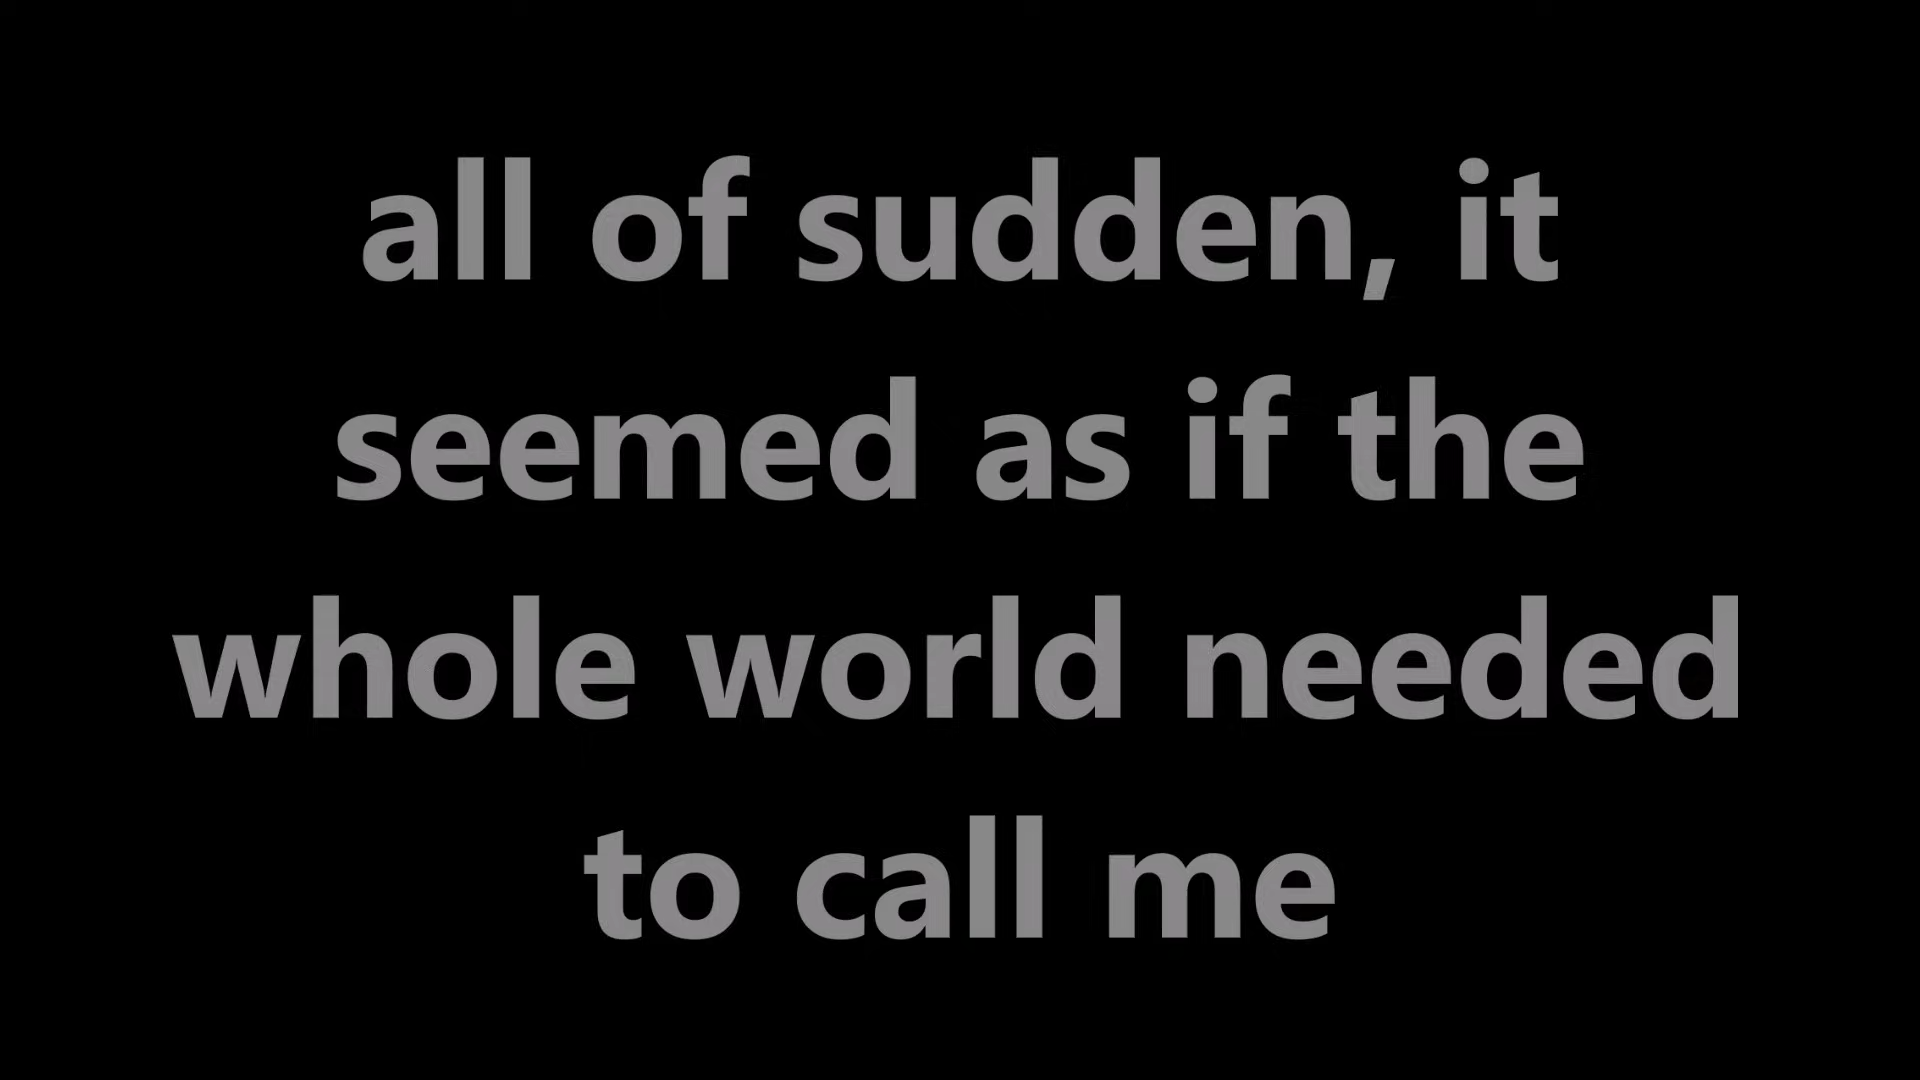 all of sudden, it
seemed as if the
whole world needed
to call me